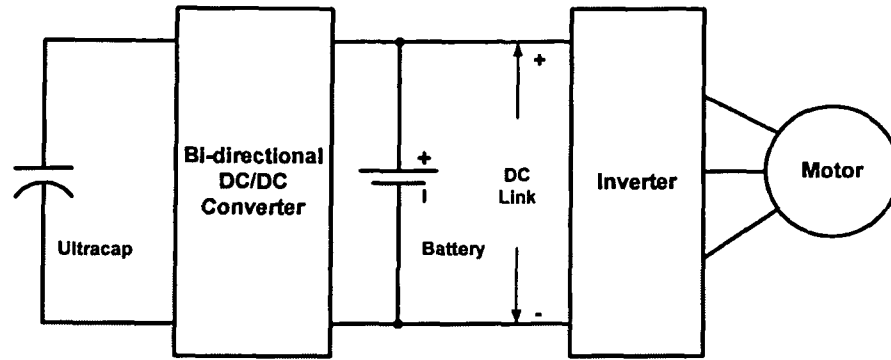 Ultracap
Bi-directional
DC/DC
Converter
+
Battery
+
DC
Link
-
Inverter
Motor